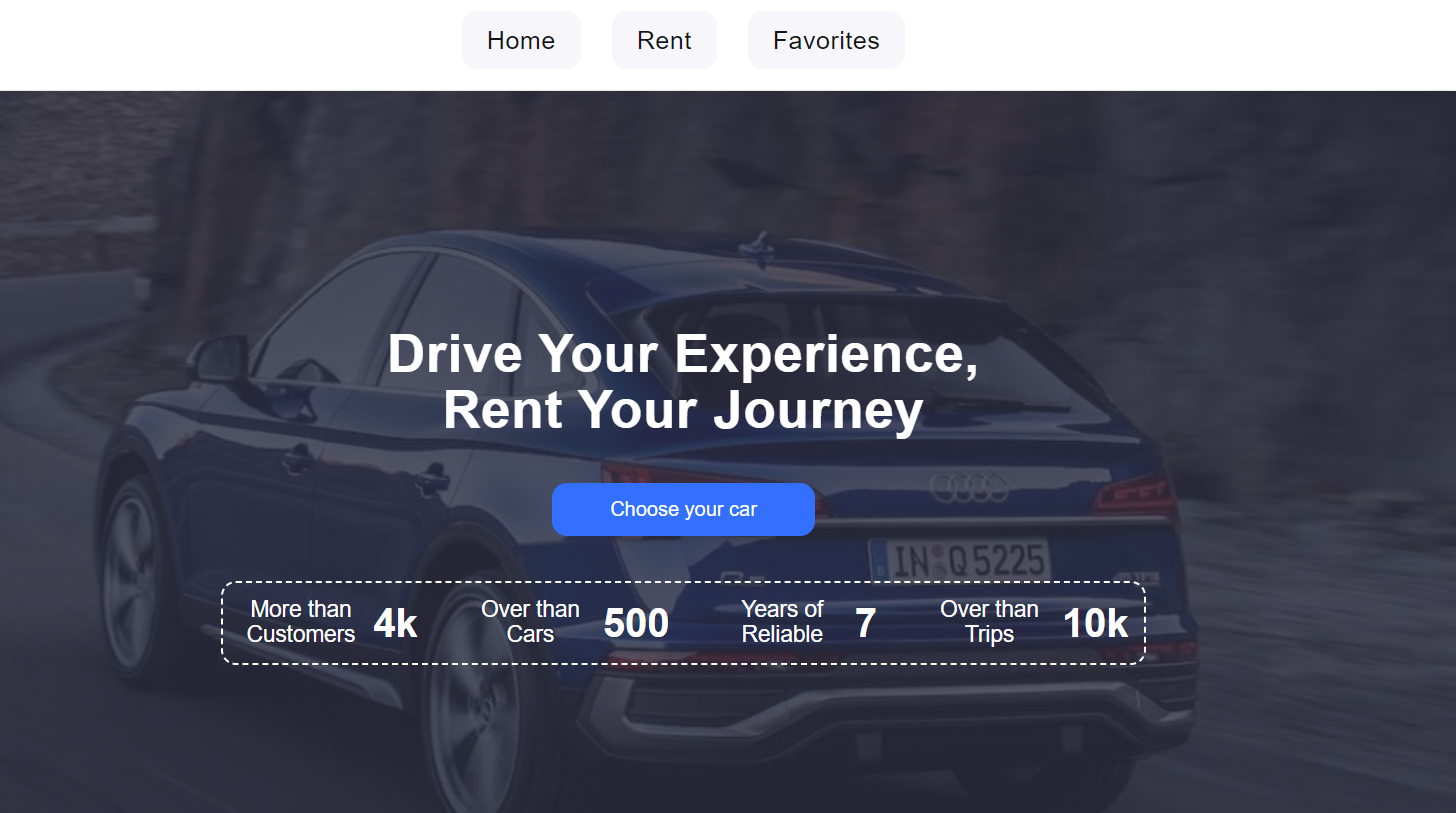 Home
Rent
Favorites
Drive Your Experience,
Rent Your Journey
Choose your car
IN Q 5225
More than
Customers
4k
Over than
Cars
500
Years of
Reliable
7
Over than
Trips
10k